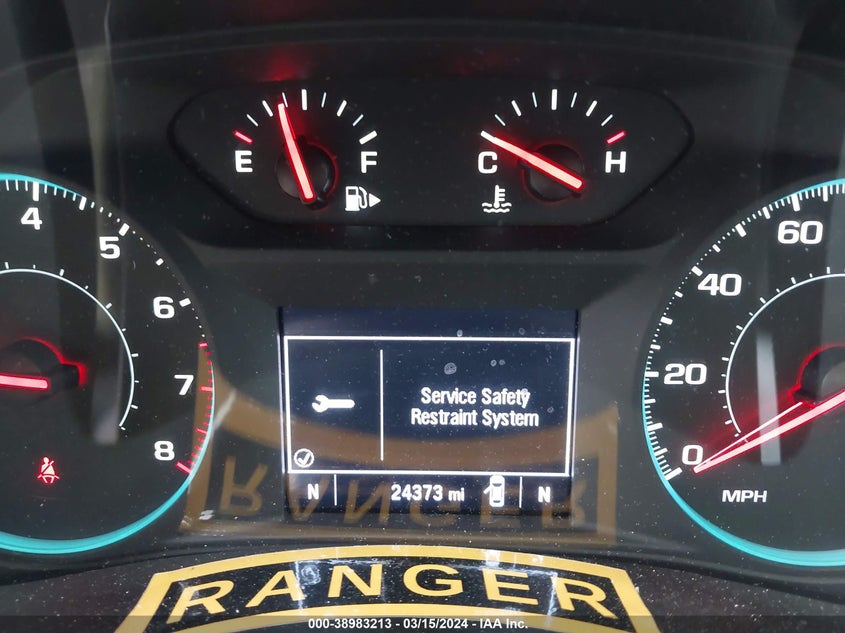 E F
C H
4
5
6
7
8
60
40
20
0
MPH
Service Safety
Restraint System
N 24373 mi N
RANGER
RANGER
000-38983213 - 03/15/2024 - IAA Inc.